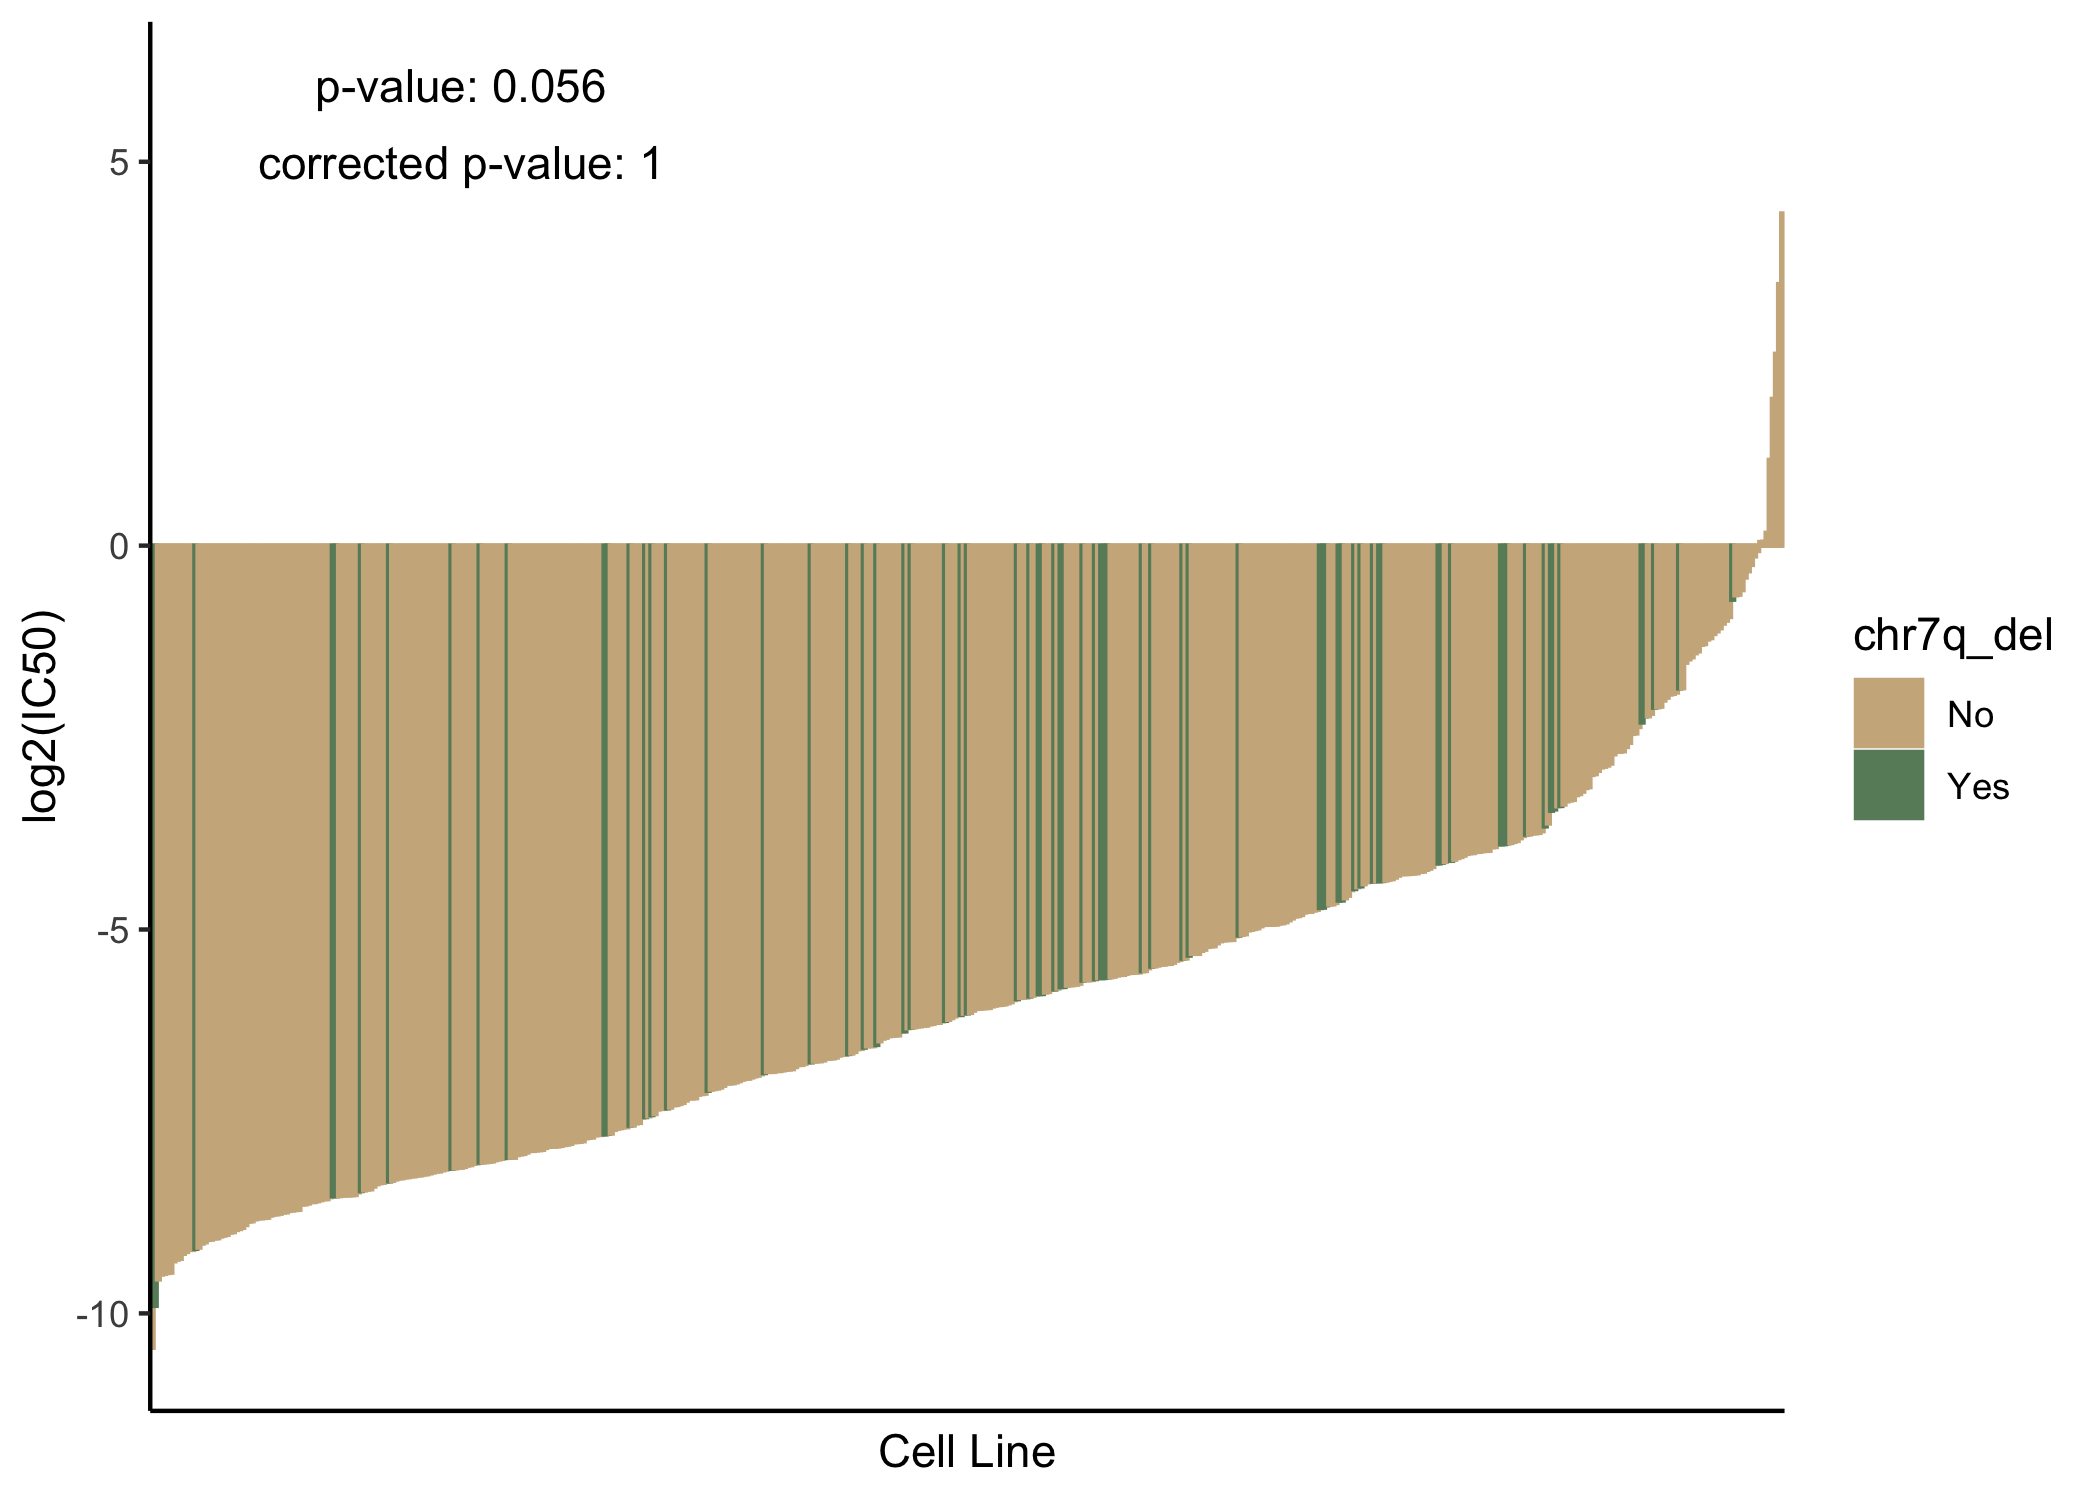 p-value: 0.056
corrected p-value: 1
5
0
-5
-10
log2(IC50)
Cell Line
chr7q_del
No
Yes